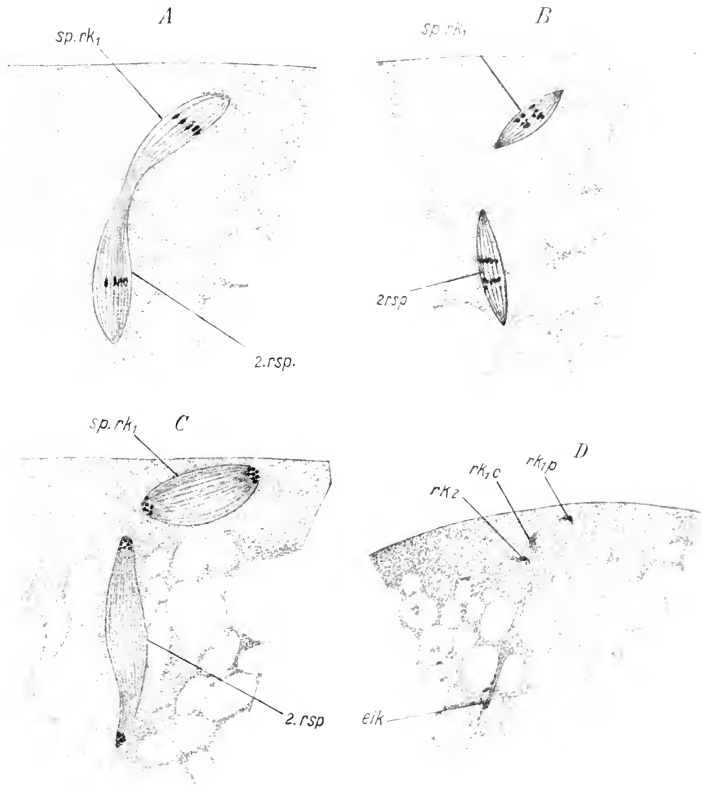 A
sp.rk₁
2.rsp.
B
sp.rk₁
2rsp
C
sp.rk₁
2.rsp
D
rk₁p
rk₁c
rk₂
eik